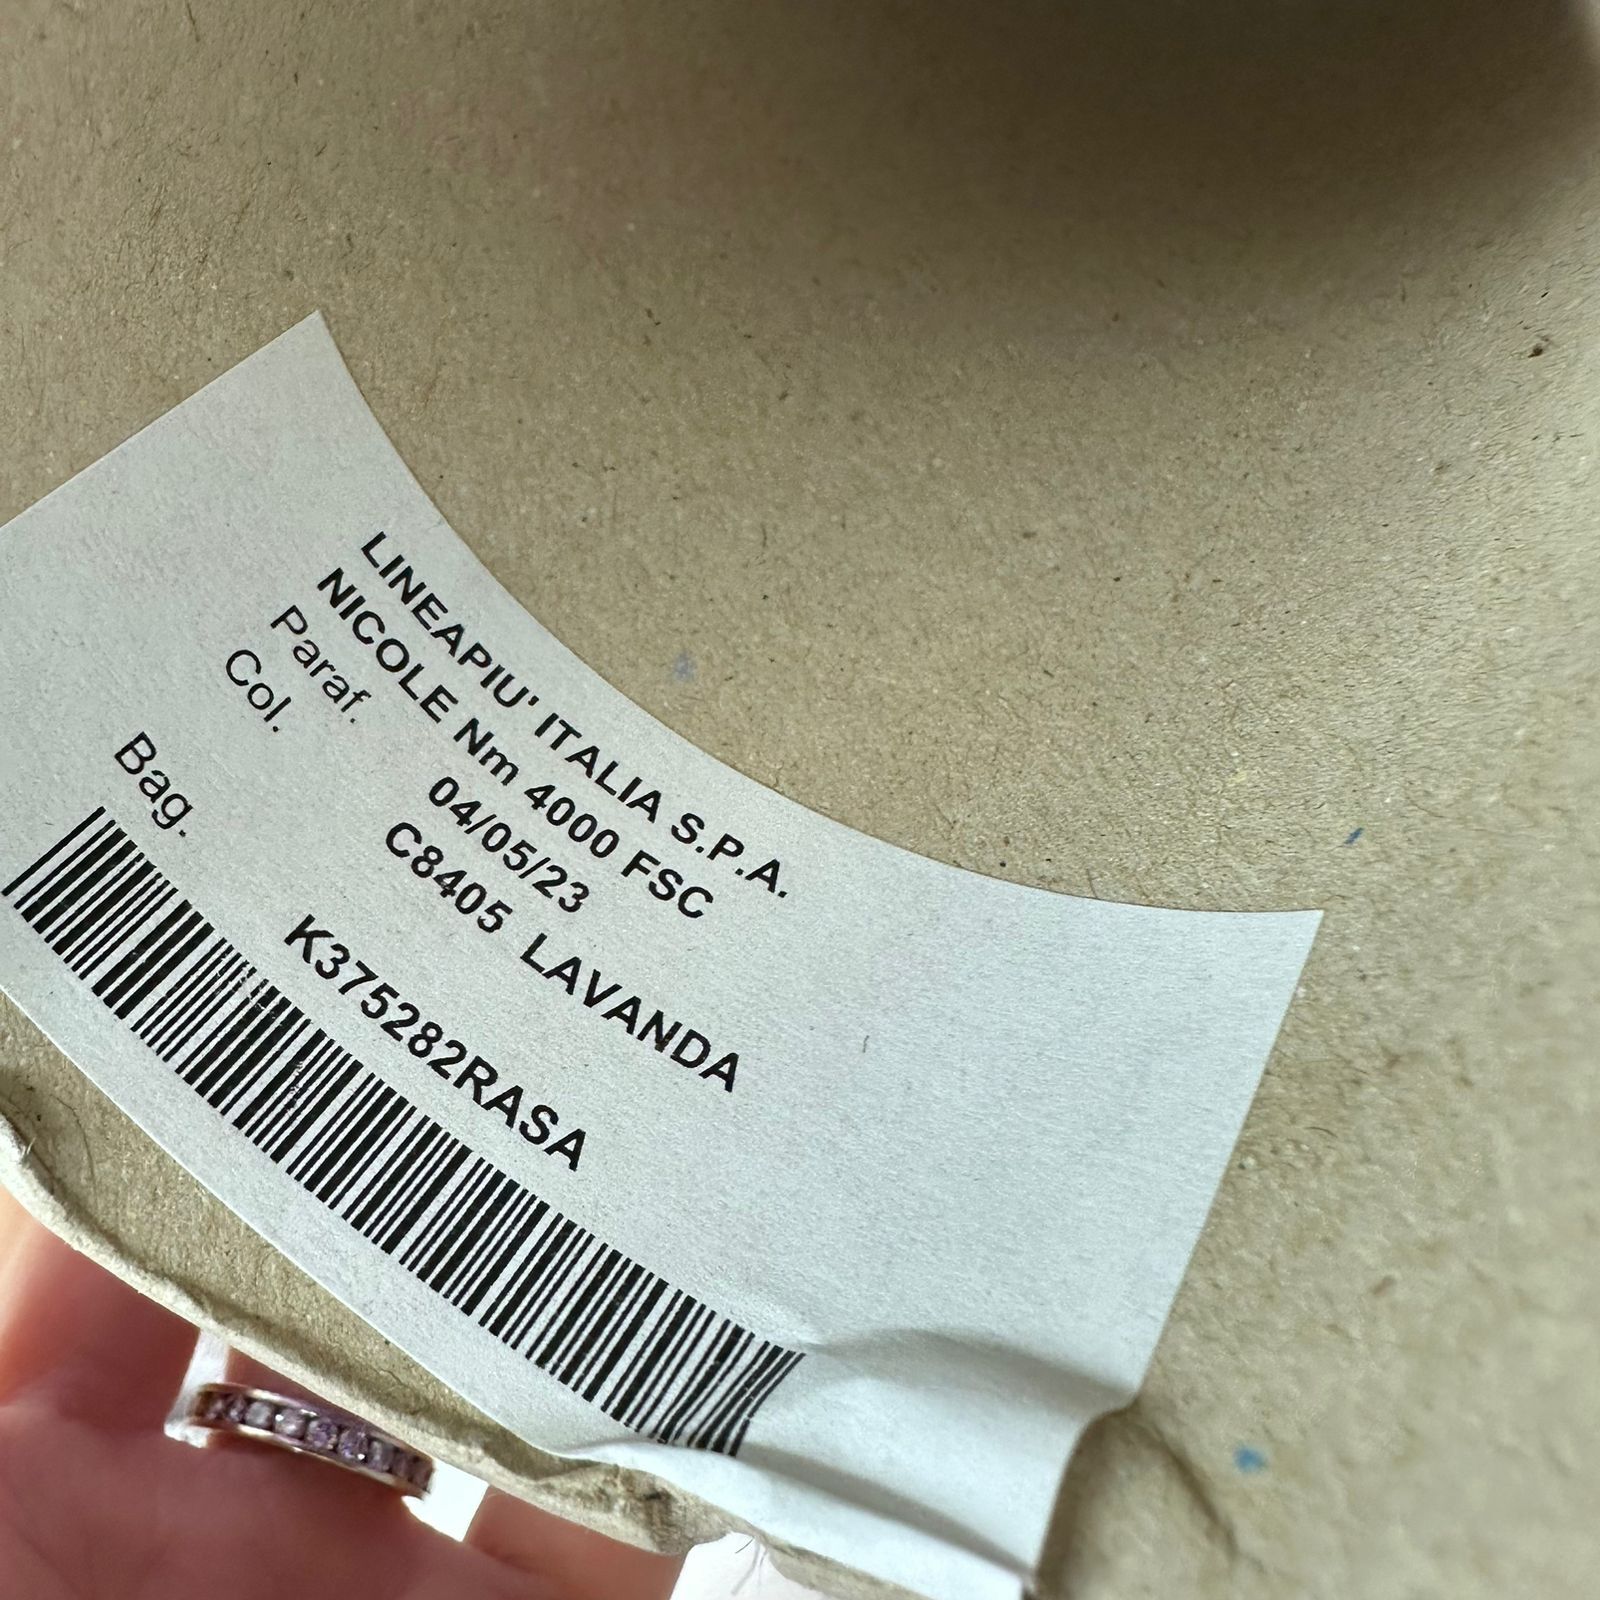 LINEAPIU' ITALIA S.P.A.
NICOLE Nm 4000 FSC
Paraf. 04/05/23
Col. C8405 LAVANDA
Bag. K375282RASA